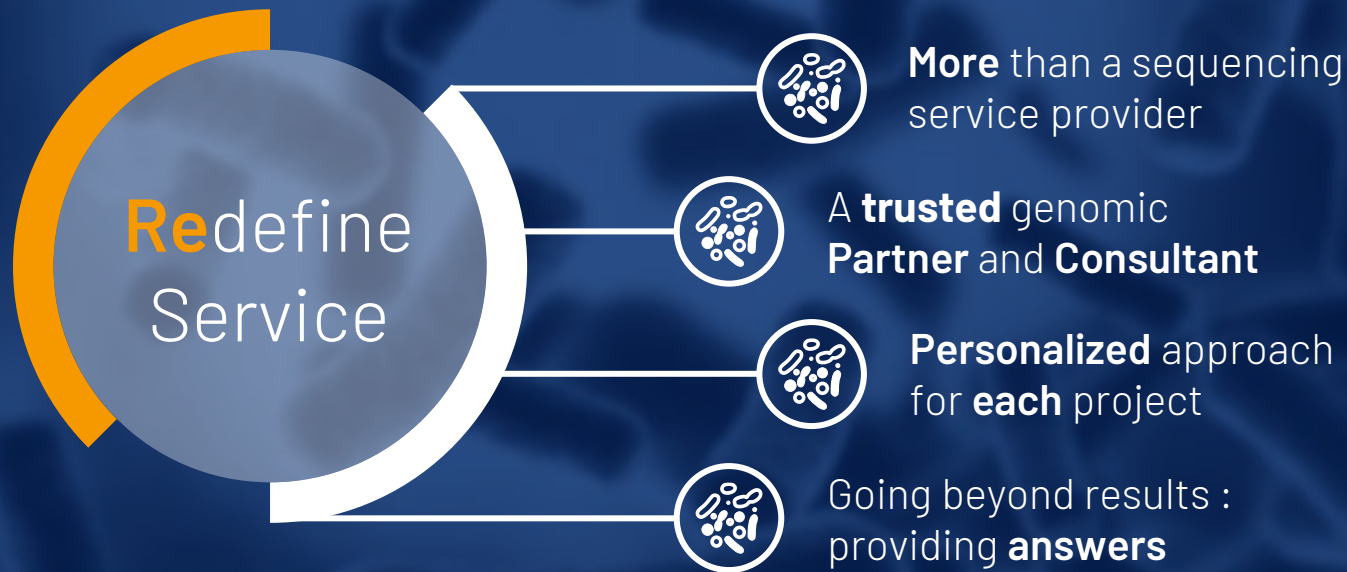 Redefine
Service
More than a sequencing
service provider
A trusted genomic
Partner and Consultant
Personalized approach
for each project
Going beyond results :
providing answers